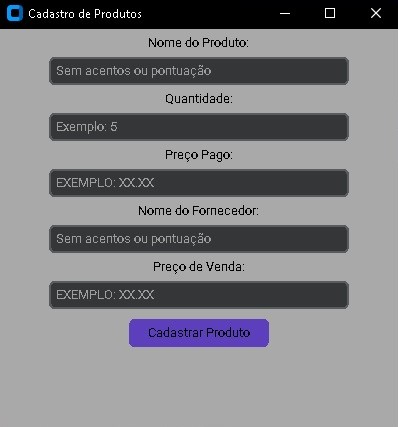 Cadastro de Produtos
Nome do Produto:
Sem acentos ou pontuação
Quantidade:
Exemplo: 5
Preço Pago:
EXEMPLO: XX.XX
Nome do Fornecedor:
Sem acentos ou pontuação
Preço de Venda:
EXEMPLO: XX.XX
Cadastrar Produto